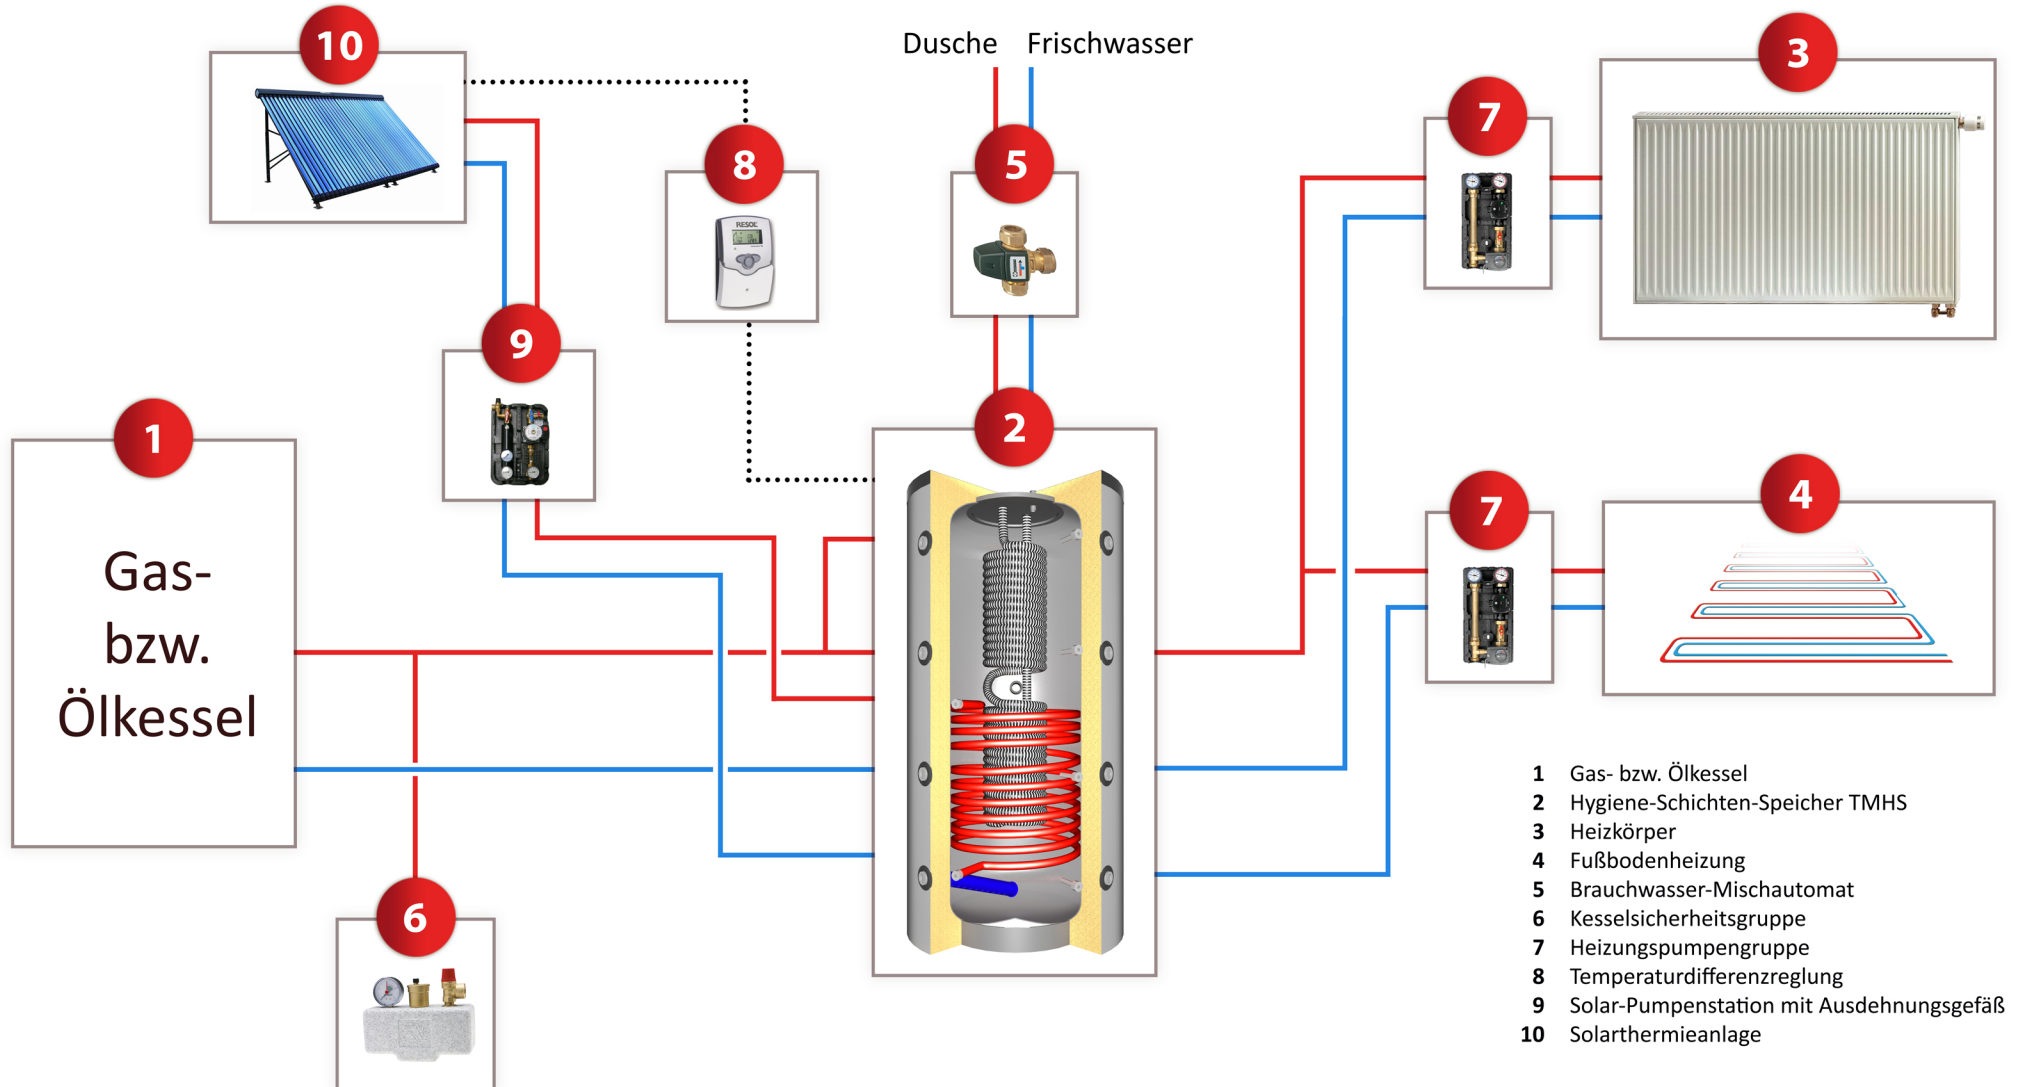 10
Dusche Frischwasser
3
7
8
5
RESOL
9
1
2
7
4
Gas-
bzw.
Ölkessel
6
1 Gas- bzw. Ölkessel
2 Hygiene-Schichten-Speicher TMHS
3 Heizkörper
4 Fußbodenheizung
5 Brauchwasser-Mischautomat
6 Kesselsicherheitsgruppe
7 Heizungspumpengruppe
8 Temperaturdifferenzreglung
9 Solar-Pumpenstation mit Ausdehnungsgefäß
10 Solarthermieanlage